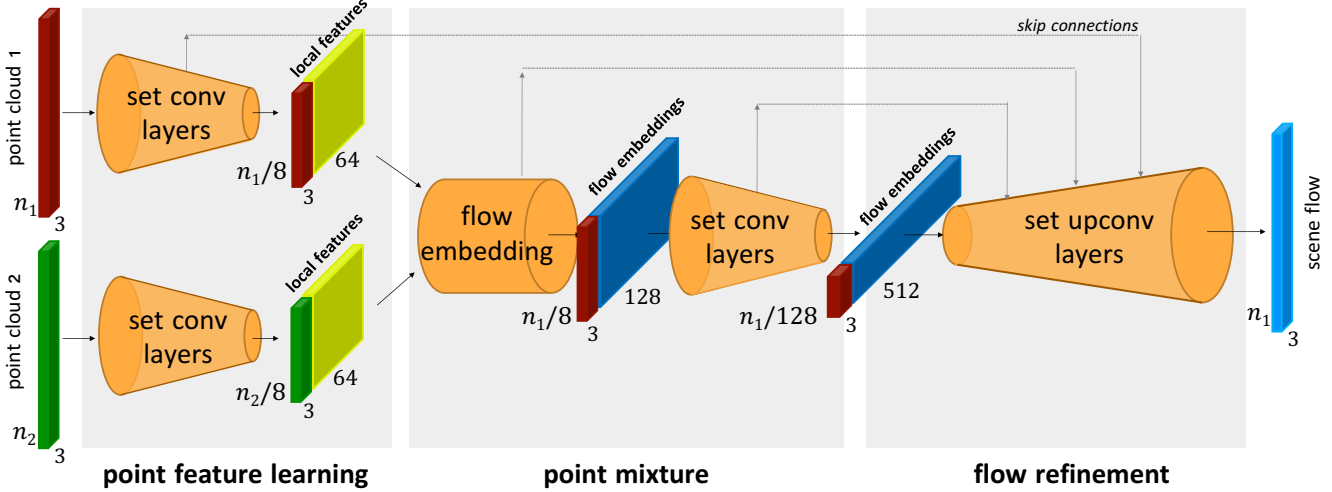 point cloud 1
n₁
3
set conv
layers
local features
n₁/8
3
64
point cloud 2
n₂
3
set conv
layers
local features
n₂/8
3
64
point feature learning
flow
embedding
flow embeddings
n₁/8
3
128
set conv
layers
flow embeddings
n₁/128
3
512
point mixture
skip connections
set upconv
layers
n₁
3
scene flow
flow refinement